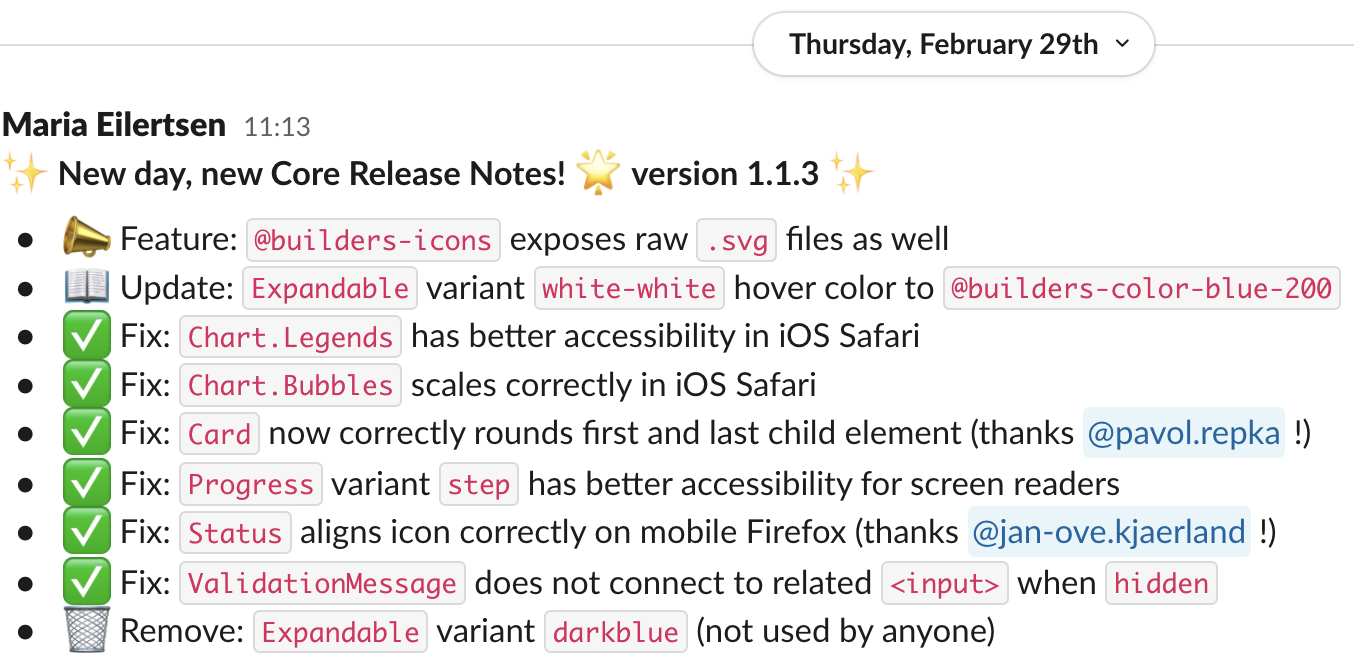 Thursday, February 29th
Maria Eilertsen 11:13
✨ New day, new Core Release Notes! 🌟 version 1.1.3 ✨
• 📣 Feature: @builders-icons exposes raw .svg files as well
• 📖 Update: Expandable variant white-white hover color to @builders-color-blue-200
• ✅ Fix: Chart.Legends has better accessibility in iOS Safari
• ✅ Fix: Chart.Bubbles scales correctly in iOS Safari
• ✅ Fix: Card now correctly rounds first and last child element (thanks @pavol.repka !)
• ✅ Fix: Progress variant step has better accessibility for screen readers
• ✅ Fix: Status aligns icon correctly on mobile Firefox (thanks @jan-ove.kjaerland !)
• ✅ Fix: ValidationMessage does not connect to related <input> when hidden
• 🗑️ Remove: Expandable variant darkblue (not used by anyone)